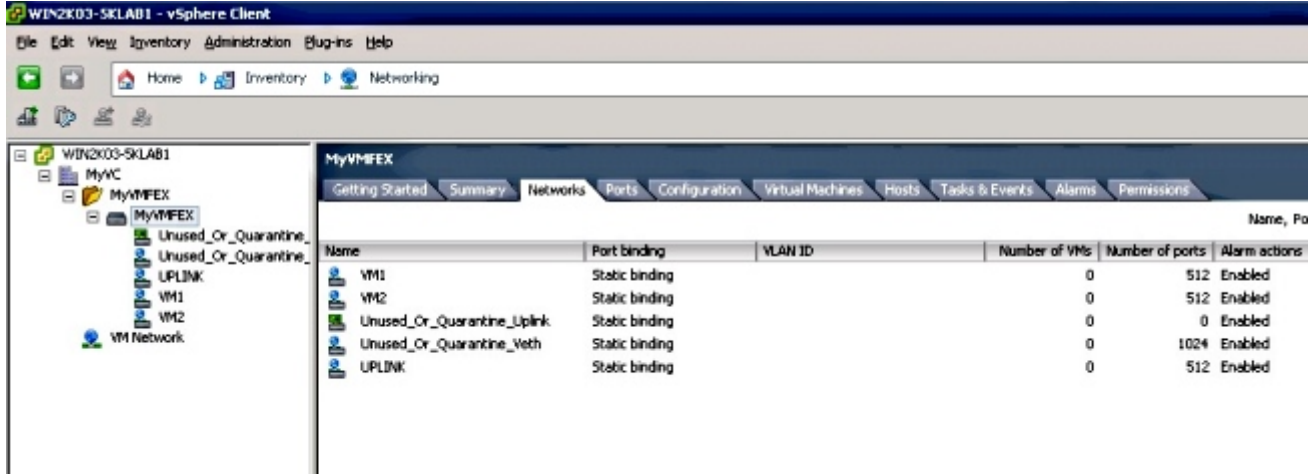 WIN2K03-SKLAB1 - vSphere Client
File Edit View Inventory Administration Plug-ins Help
Home Inventory Networking
WIN2K03-SKLAB1
MyVC
MyVMFEX
MyVMFEX
Unused_Or_Quarantine_
Unused_Or_Quarantine_
UPLINK
VM1
VM2
VM Network
MyVMFEX
Getting Started Summary Networks Ports Configuration Virtual Machines Hosts Tasks & Events Alarms Permissions
Name, Po
Name Port binding VLAN ID Number of VMs Number of ports Alarm actions
VM1 Static binding 0 512 Enabled
VM2 Static binding 0 512 Enabled
Unused_Or_Quarantine_Uplink Static binding 0 0 Enabled
Unused_Or_Quarantine_Veth Static binding 0 1024 Enabled
UPLINK Static binding 0 512 Enabled